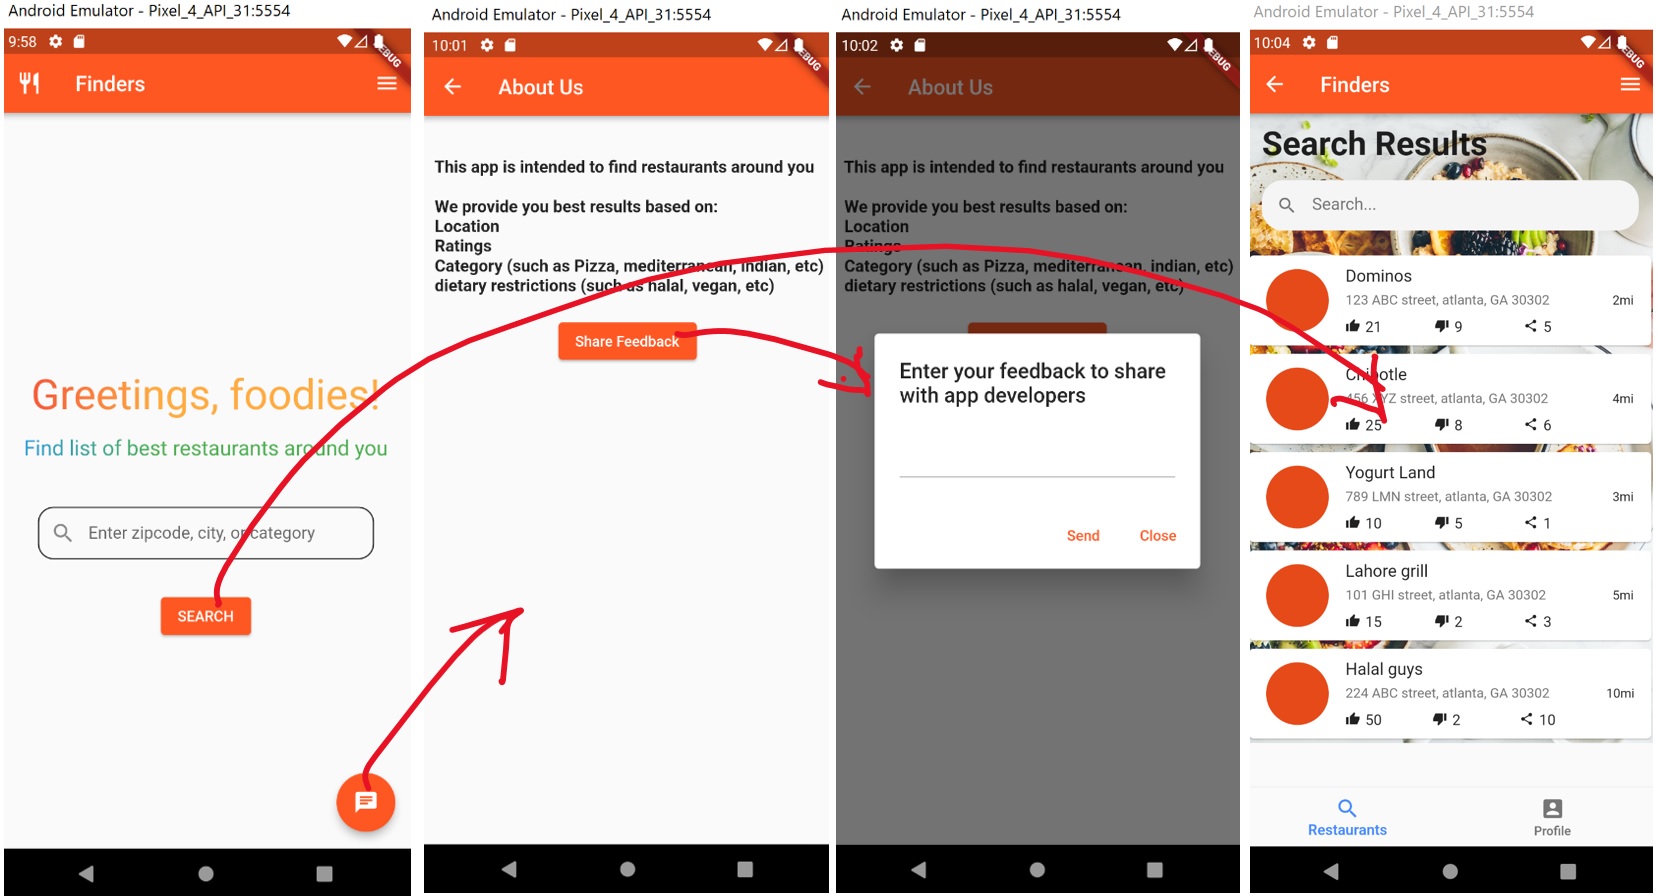 Android Emulator - Pixel_4_API_31:5554
9:58
DEBUG
Finders
Greetings, foodies!
Find list of best restaurants around you
Enter zipcode, city, or category
SEARCH
Android Emulator - Pixel_4_API_31:5554
10:01
DEBUG
About Us
This app is intended to find restaurants around you
We provide you best results based on:
Location
Ratings
Category (such as Pizza, mediterranean, indian, etc)
dietary restrictions (such as halal, vegan, etc)
Share Feedback
Android Emulator - Pixel_4_API_31:5554
10:02
DEBUG
About Us
This app is intended to find restaurants around you
We provide you best results based on:
Location
Ratings
Category (such as Pizza, mediterranean, indian, etc)
dietary restrictions (such as halal, vegan, etc)
Enter your feedback to share
with app developers
Send Close
Android Emulator - Pixel_4_API_31:5554
10:04
DEBUG
Finders
Search Results
Search...
Dominos
123 ABC street, atlanta, GA 30302 2mi
21 9 5
Chipotle
456 XYZ street, atlanta, GA 30302 4mi
25 8 6
Yogurt Land
789 LMN street, atlanta, GA 30302 3mi
10 5 1
Lahore grill
101 GHI street, atlanta, GA 30302 5mi
15 2 3
Halal guys
224 ABC street, atlanta, GA 30302 10mi
50 2 10
Restaurants Profile